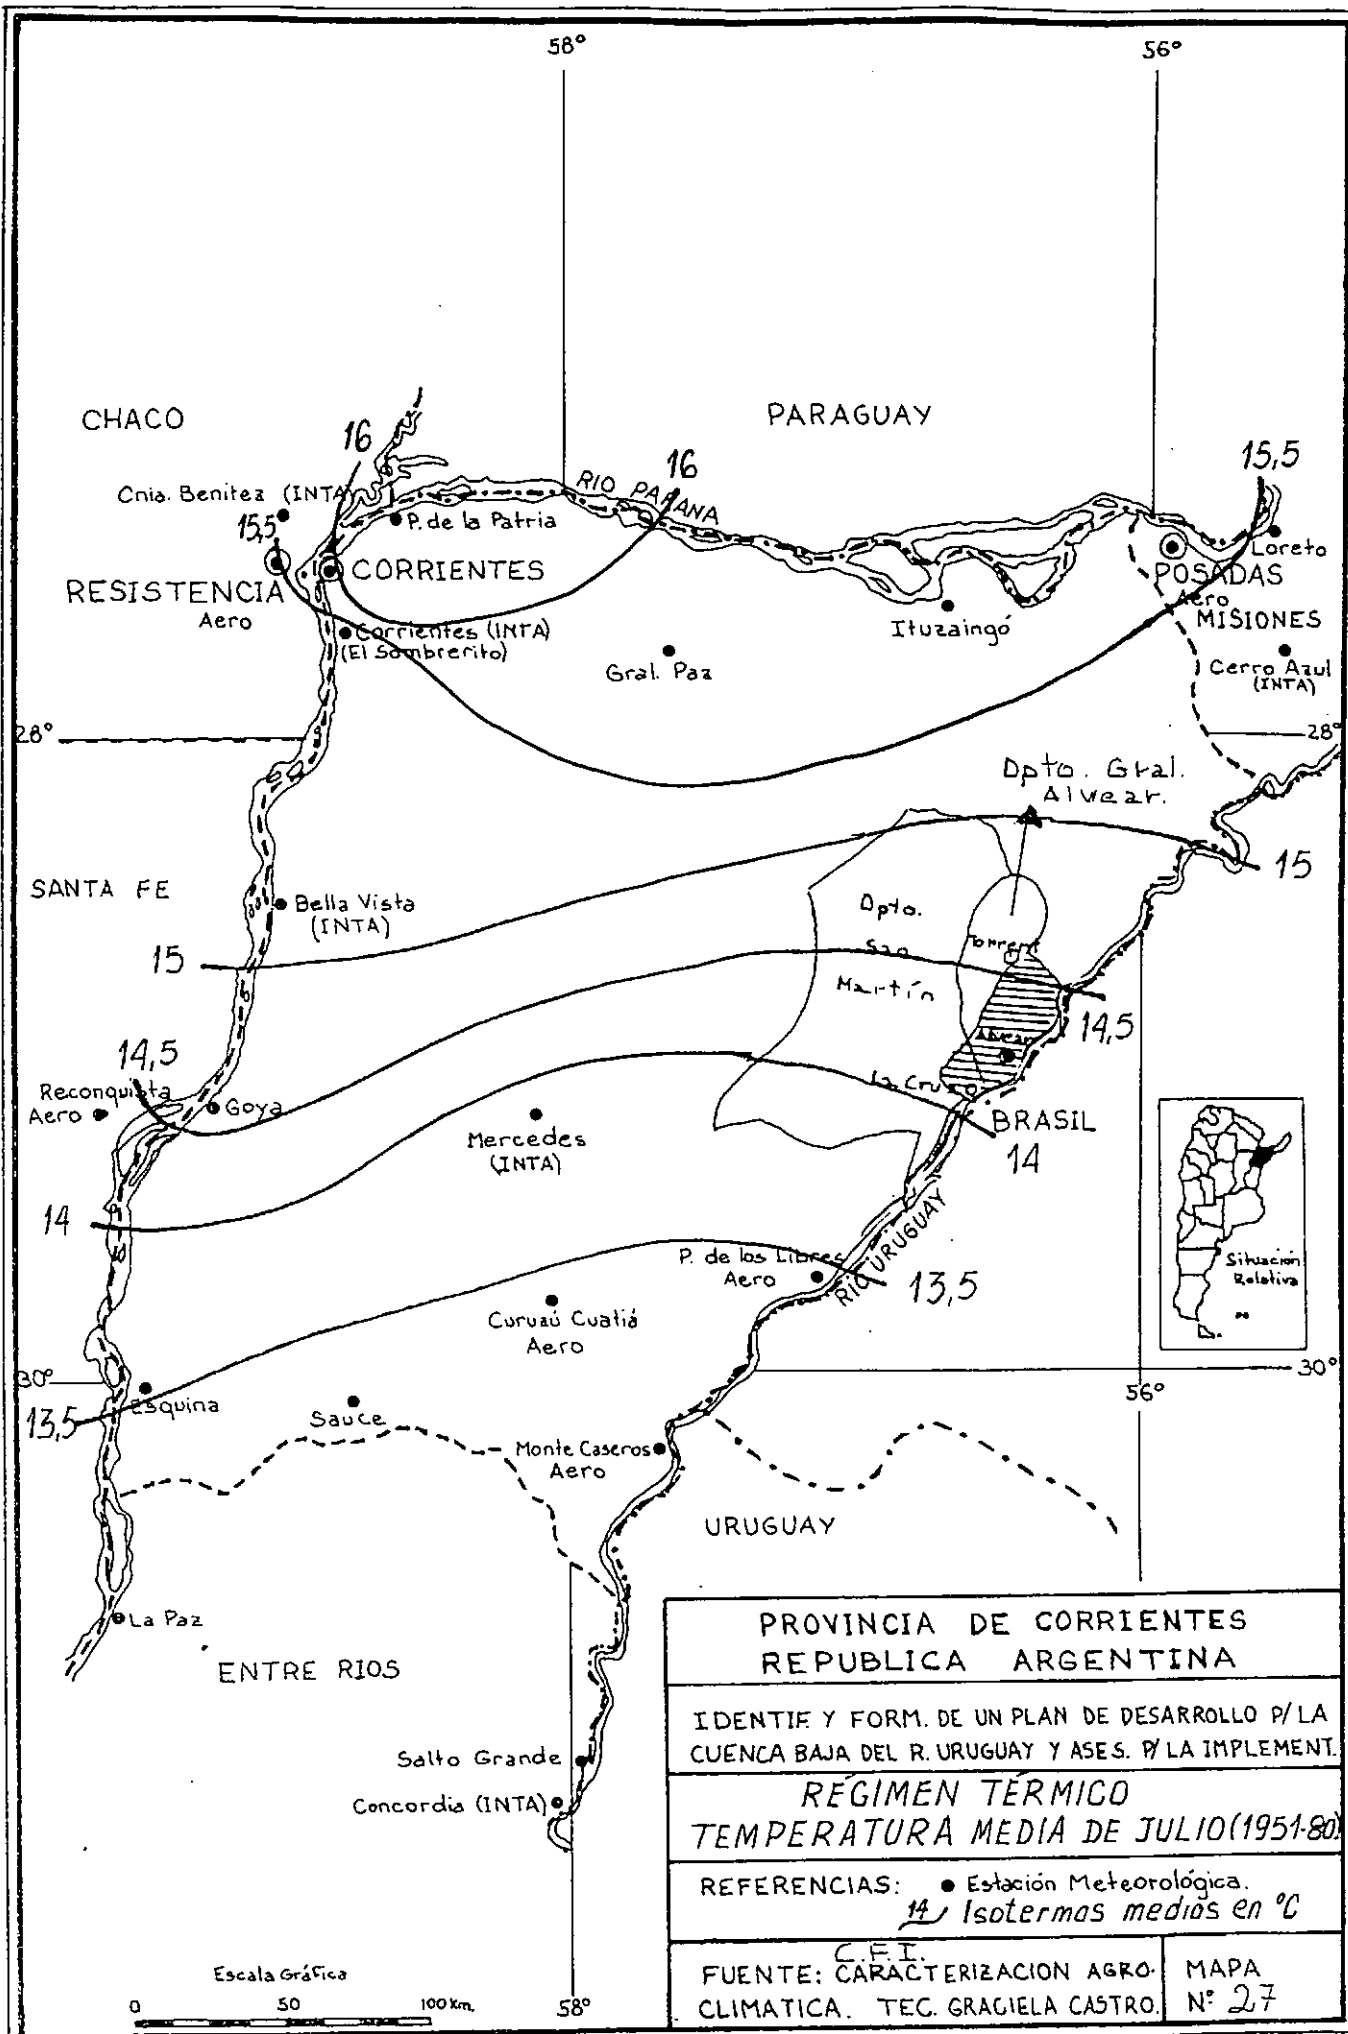 58°
56°
CHACO
PARAGUAY
16
16
15,5
Cnia. Benitez (INTA)
RIO PARANA
P. de la Patria
15,5
Loreto
CORRIENTES
POSADAS
Aero
RESISTENCIA
Aero
MISIONES
Corrientes (INTA)
(El Sombrerito)
Ituzaingó
Gral. Paz
Cerro Azul
(INTA)
28°
28°
Dpto. Gral.
Alvear.
15
SANTA FE
Bella Vista
(INTA)
Dpto.
San
Martín
Torrent
15
14,5
Alvear
14,5
Reconquista
Aero
Goya
La Cruz
BRASIL
Mercedes
(INTA)
14
14
RIO URUGUAY
P. de los Libres
Aero
13,5
Situación
Relativa
Curuzú Cuatiá
Aero
30°
30°
56°
Esquina
13,5
Sauce
Monte Caseros
Aero
URUGUAY
La Paz
ENTRE RIOS
Salto Grande
Concordia (INTA)
PROVINCIA DE CORRIENTES
REPUBLICA ARGENTINA
IDENTIF. Y FORM. DE UN PLAN DE DESARROLLO P/ LA
CUENCA BAJA DEL R. URUGUAY Y ASES. P/ LA IMPLEMENT.
RÉGIMEN TÉRMICO
TEMPERATURA MEDIA DE JULIO (1951-80)
REFERENCIAS: Estación Meteorológica.
14 Isotermas medias en °C
C.F.I.
FUENTE: CARACTERIZACION AGRO-
CLIMATICA. TEC. GRACIELA CASTRO.
MAPA
N° 27
Escala Gráfica
0 50 100 km.
58°